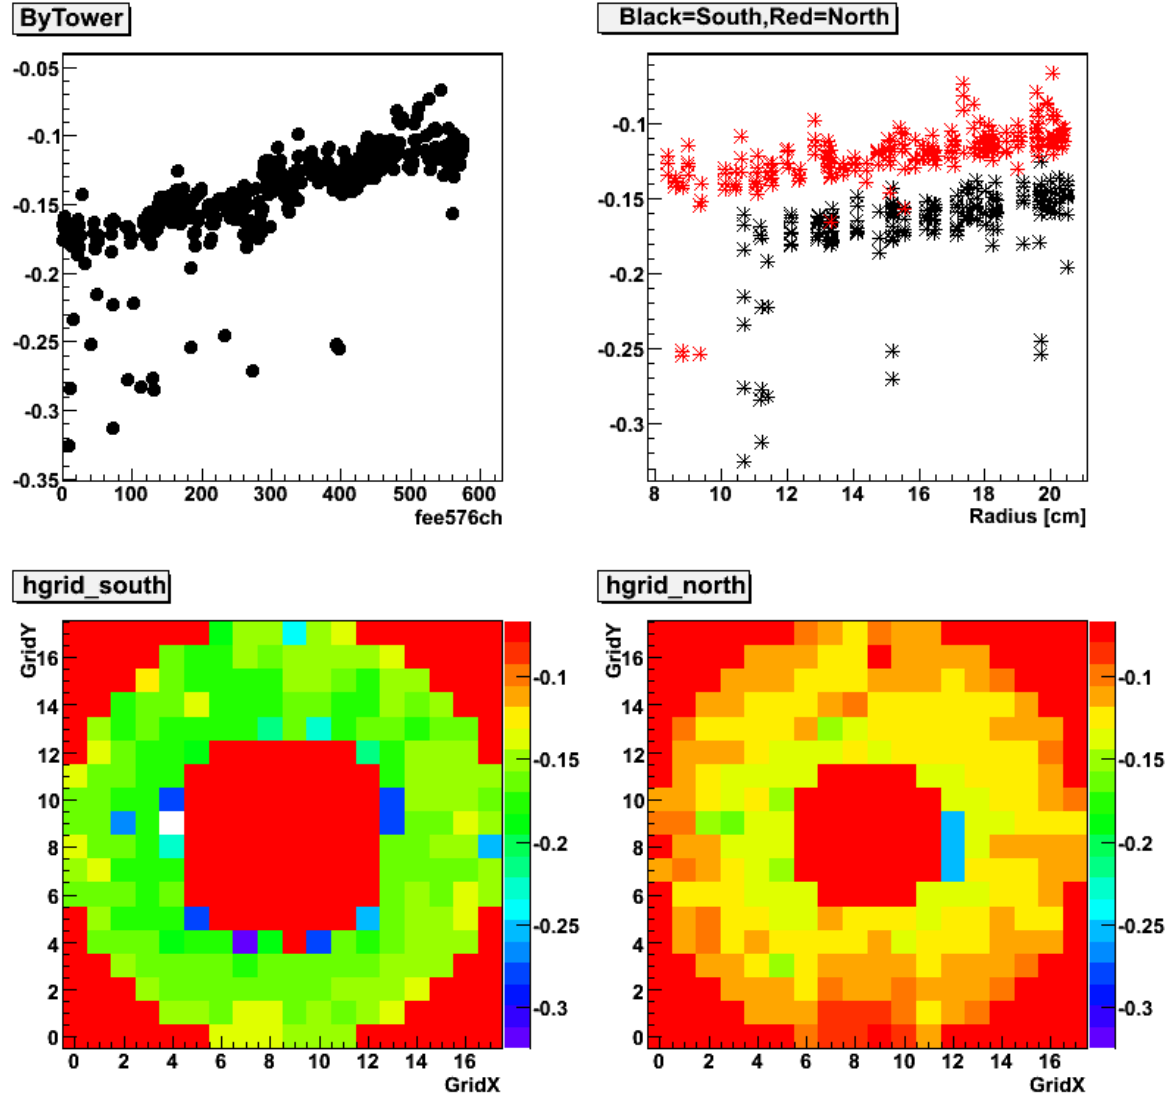 ByTower
-0.05
-0.1
-0.15
-0.2
-0.25
-0.3
-0.35
0 100 200 300 400 500 600
fee576ch
Black=South,Red=North
-0.1
-0.15
-0.2
-0.25
-0.3
8 10 12 14 16 18 20
Radius [cm]
hgrid_south
GridY
16
14
12
10
8
6
4
2
0
0 2 4 6 8 10 12 14 16
GridX
-0.1
-0.15
-0.2
-0.25
-0.3
hgrid_north
GridY
16
14
12
10
8
6
4
2
0
0 2 4 6 8 10 12 14 16
GridX
-0.1
-0.15
-0.2
-0.25
-0.3